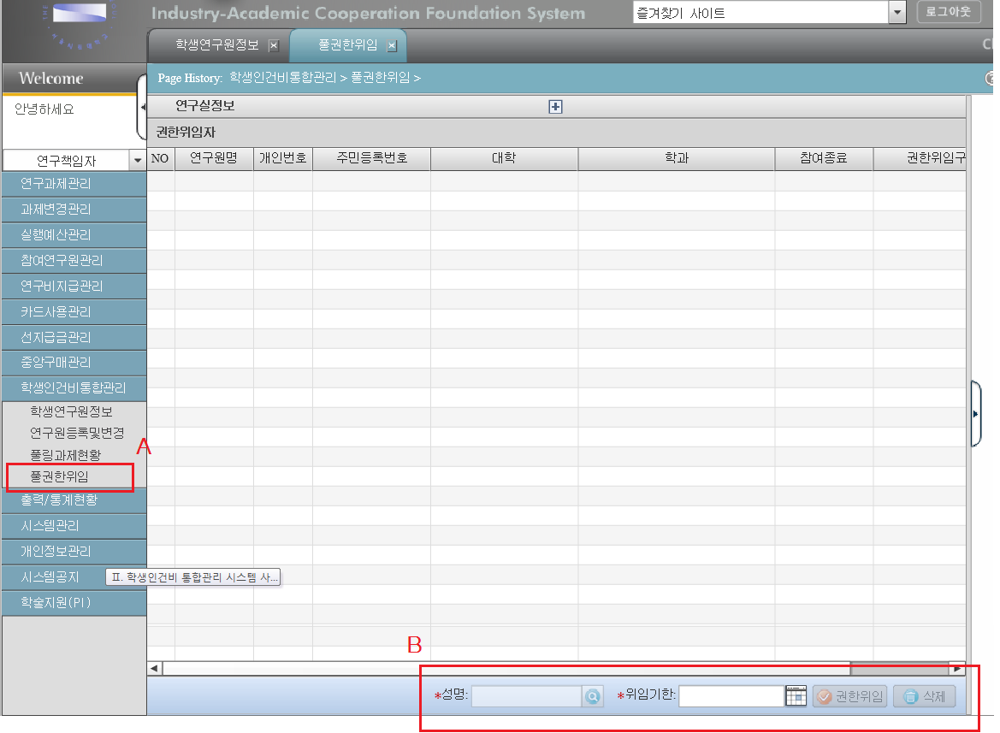 Industry-Academic Cooperation Foundation System
즐겨찾기 사이트
로그아웃
학생연구원정보
풀권한위임
Welcome
Page History: 학생인건비통합관리 > 풀권한위임 >
안녕하세요
연구실정보
권한위임자
연구책임자
NO 연구원명 개인번호 주민등록번호 대학 학과 참여종료 권한위임구
연구과제관리
과제변경관리
실행예산관리
참여연구원관리
연구비지급관리
카드사용관리
선지급금관리
중앙구매관리
학생인건비통합관리
학생연구원정보
연구원등록및변경
A
풀링과제현황
풀권한위임
출력/통계현황
시스템관리
개인정보관리
시스템공지
Ⅱ. 학생인건비 통합관리 시스템 사...
학술지원(PI)
B
*성명: *위임기한: 권한위임 삭제